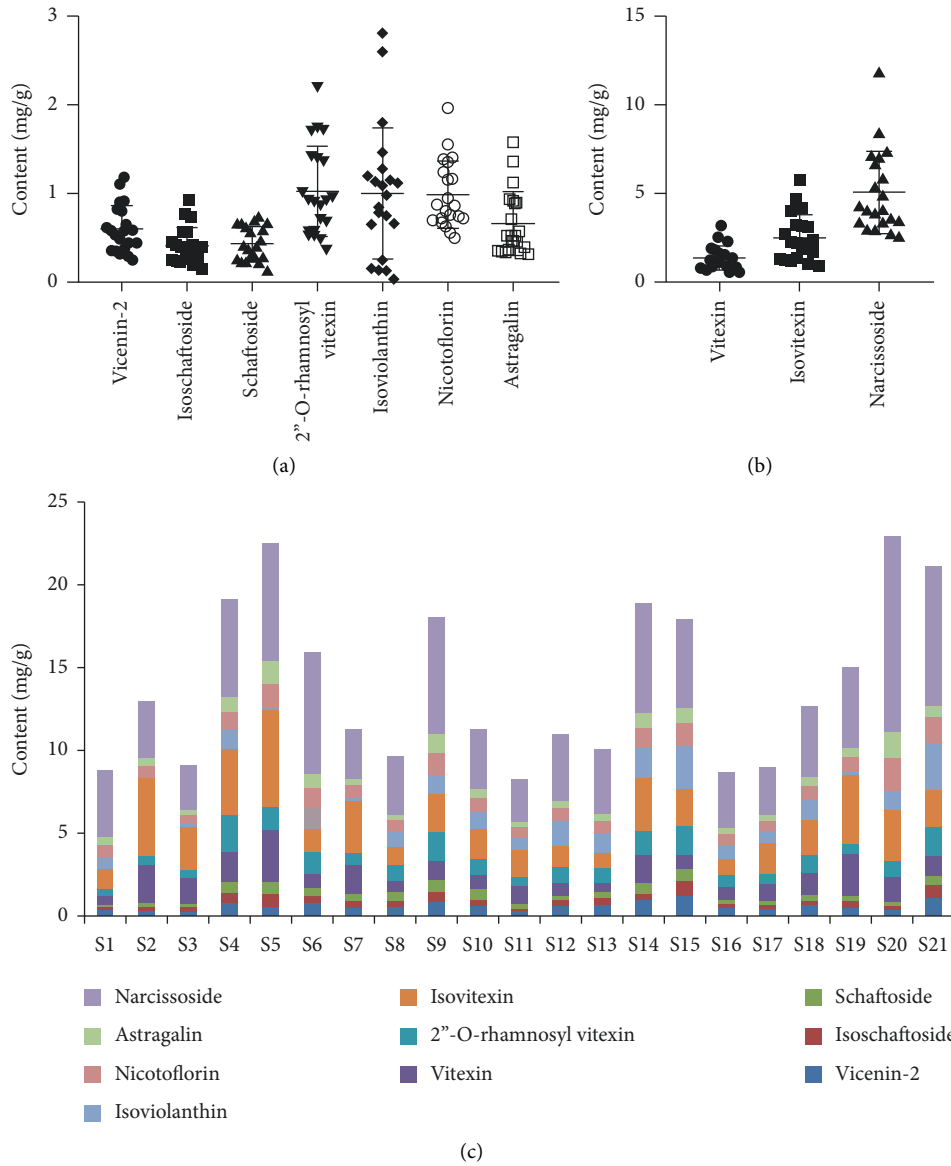 3
2
1
0
Content (mg/g)
Vicenin-2
Isoschaftoside
Schaftoside
2”-O-rhamnosyl
vitexin
Isoviolanthin
Nicotoflorin
Astragalin
(a)
15
10
5
0
Content (mg/g)
Vitexin
Isovitexin
Narcissoside
(b)
25
20
15
10
5
0
Content (mg/g)
S1 S2 S3 S4 S5 S6 S7 S8 S9 S10 S11 S12 S13 S14 S15 S16 S17 S18 S19 S20 S21
Narcissoside
Astragalin
Nicotoflorin
Isoviolanthin
Isovitexin
2”-O-rhamnosyl vitexin
Vitexin
Schaftoside
Isoschaftoside
Vicenin-2
(c)